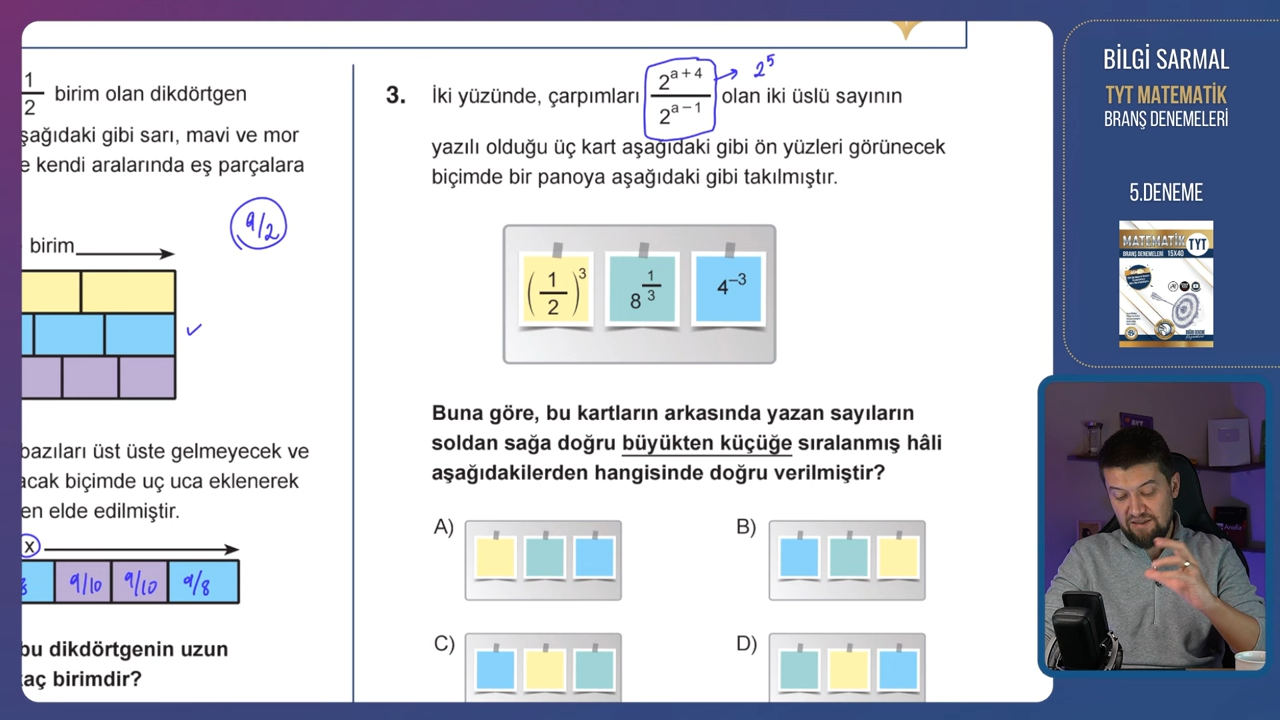 1/2 birim olan dikdörtgen
şağıdaki gibi sarı, mavi ve mor
e kendi aralarında eş parçalara
9/2
birim
bazıları üst üste gelmeyecek ve
acak biçimde uç uca eklenerek
en elde edilmiştir.
x
9/10 9/10 9/8
bu dikdörtgenin uzun
kaç birimdir?
3. İki yüzünde, çarpımları 2^(a+4) / 2^(a−1) → 2^5 olan iki üslü sayının
yazılı olduğu üç kart aşağıdaki gibi ön yüzleri görünecek
biçimde bir panoya aşağıdaki gibi takılmıştır.
(1/2)^3 8^(1/3) 4^−3
Buna göre, bu kartların arkasında yazan sayıların
soldan sağa doğru büyükten küçüğe sıralanmış hâli
aşağıdakilerden hangisinde doğru verilmiştir?
A) B)
C) D)
BİLGİ SARMAL
TYT MATEMATİK
BRANŞ DENEMELERİ
5.DENEME
MATEMATİK TYT
BRANŞ DENEMELERİ 15X40